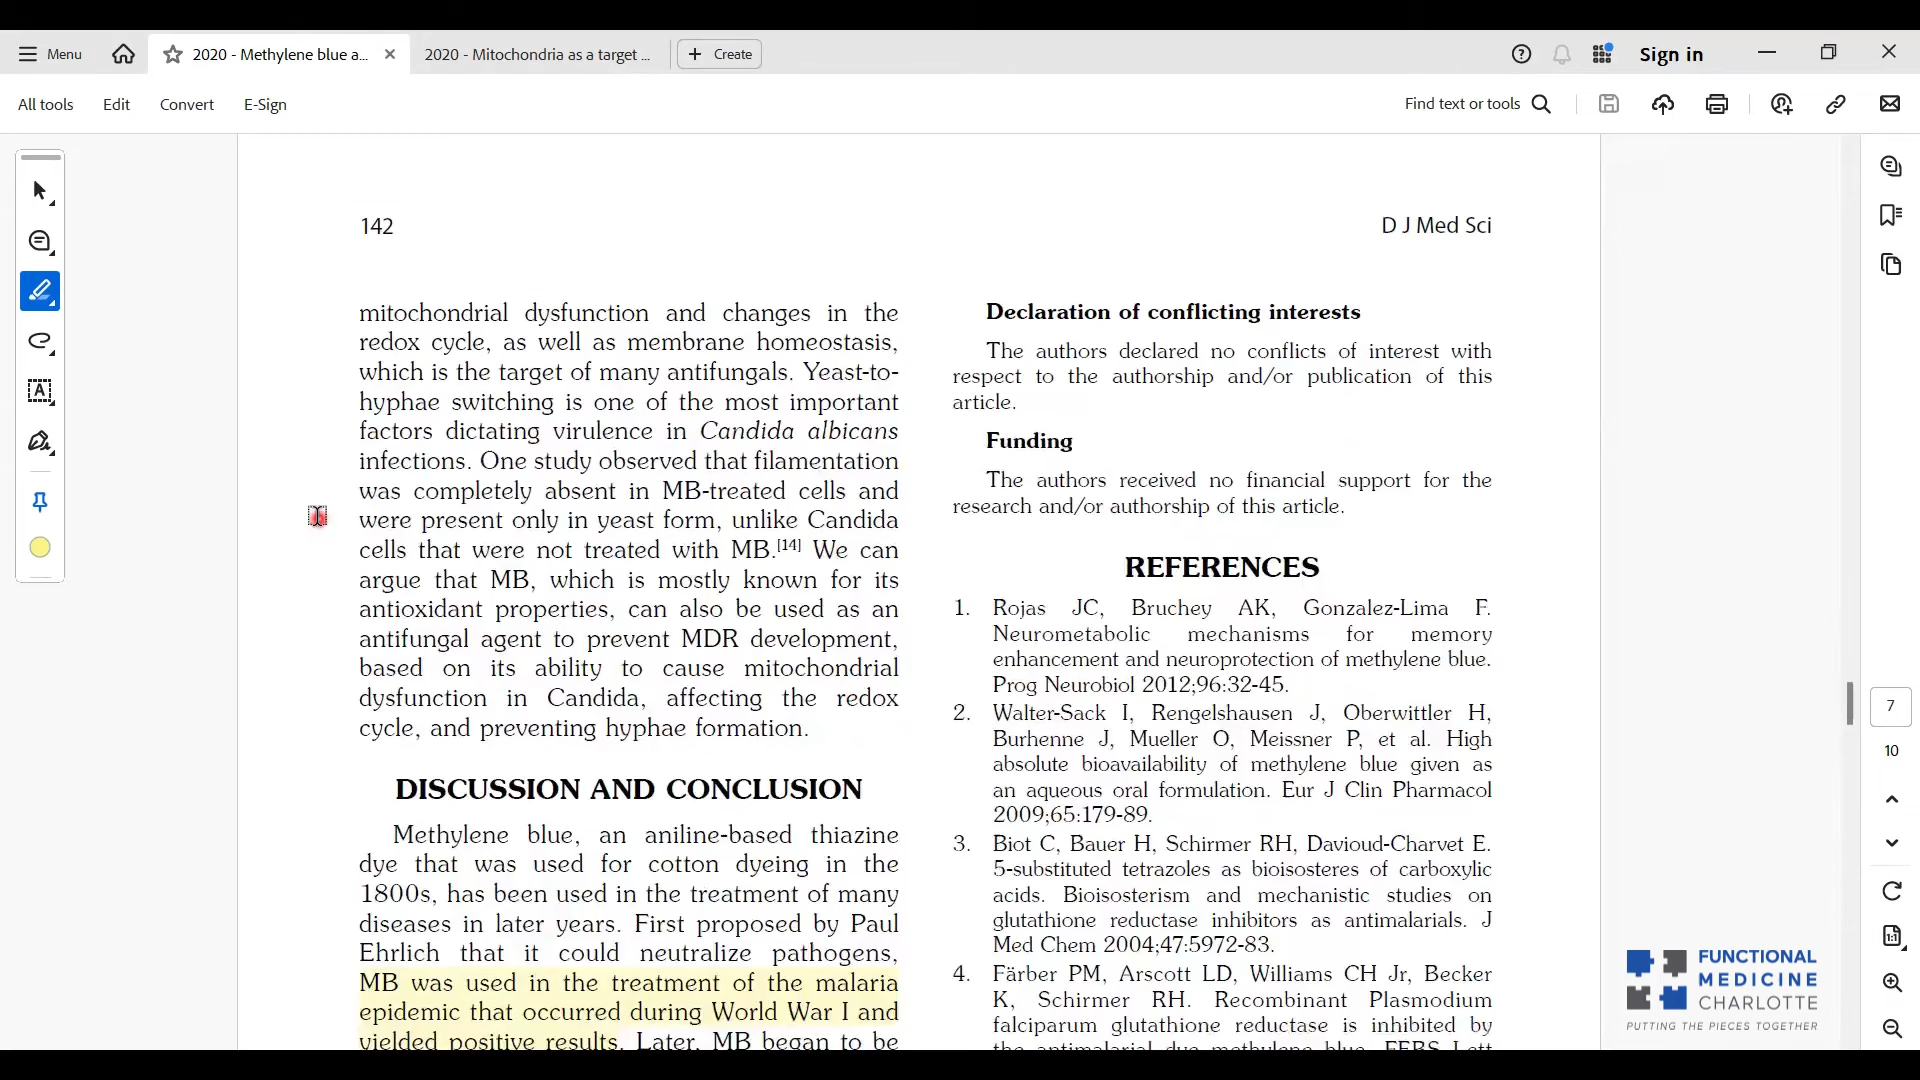 Menu
2020 - Methylene blue a...
2020 - Mitochondria as a target ...
Create
Sign in
All tools
Edit
Convert
E-Sign
Find text or tools
142
D J Med Sci
mitochondrial dysfunction and changes in the
redox cycle, as well as membrane homeostasis,
which is the target of many antifungals. Yeast-to-
hyphae switching is one of the most important
factors dictating virulence in Candida albicans
infections. One study observed that filamentation
was completely absent in MB-treated cells and
were present only in yeast form, unlike Candida
cells that were not treated with MB.[14] We can
argue that MB, which is mostly known for its
antioxidant properties, can also be used as an
antifungal agent to prevent MDR development,
based on its ability to cause mitochondrial
dysfunction in Candida, affecting the redox
cycle, and preventing hyphae formation.
DISCUSSION AND CONCLUSION
Methylene blue, an aniline-based thiazine
dye that was used for cotton dyeing in the
1800s, has been used in the treatment of many
diseases in later years. First proposed by Paul
Ehrlich that it could neutralize pathogens,
MB was used in the treatment of the malaria
epidemic that occurred during World War I and
yielded positive results. Later, MB began to be
Declaration of conflicting interests
The authors declared no conflicts of interest with
respect to the authorship and/or publication of this
article.
Funding
The authors received no financial support for the
research and/or authorship of this article.
REFERENCES
1. Rojas JC, Bruchey AK, Gonzalez-Lima F.
Neurometabolic mechanisms for memory
enhancement and neuroprotection of methylene blue.
Prog Neurobiol 2012;96:32-45.
2. Walter-Sack I, Rengelshausen J, Oberwittler H,
Burhenne J, Mueller O, Meissner P, et al. High
absolute bioavailability of methylene blue given as
an aqueous oral formulation. Eur J Clin Pharmacol
2009;65:179-89.
3. Biot C, Bauer H, Schirmer RH, Davioud-Charvet E.
5-substituted tetrazoles as bioisosteres of carboxylic
acids. Bioisosterism and mechanistic studies on
glutathione reductase inhibitors as antimalarials. J
Med Chem 2004;47:5972-83.
4. Färber PM, Arscott LD, Williams CH Jr, Becker
K, Schirmer RH. Recombinant Plasmodium
falciparum glutathione reductase is inhibited by
the antimalarial dye methylene blue. FEBS Lett
7
10
FUNCTIONAL
MEDICINE
CHARLOTTE
PUTTING THE PIECES TOGETHER